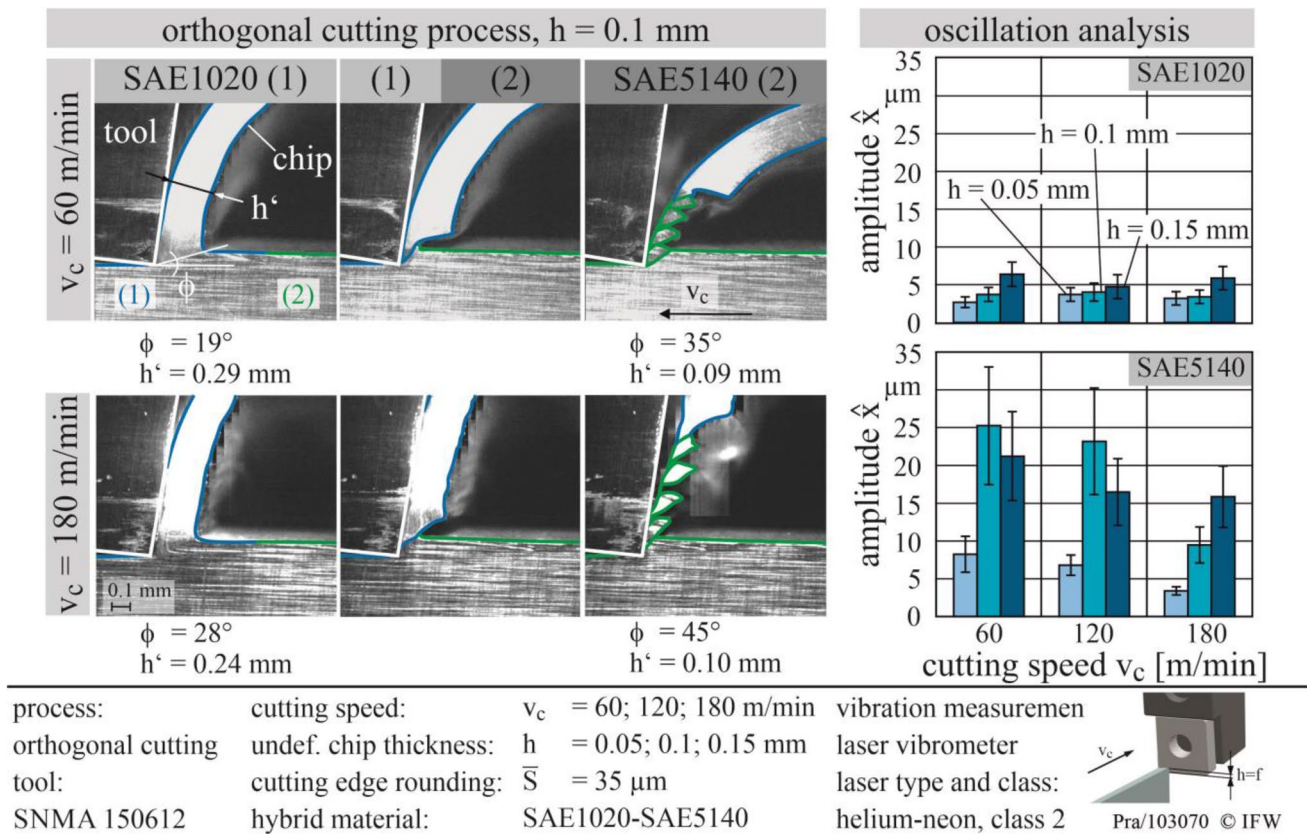 orthogonal cutting process, h = 0.1 mm
SAE1020 (1)
(1)
(2)
SAE5140 (2)
v_c = 60 m/min
tool
chip
h‘
ϕ
(1)
(2)
v_c
ϕ = 19°
h‘ = 0.29 mm
ϕ = 35°
h‘ = 0.09 mm
v_c = 180 m/min
0.1 mm
ϕ = 28°
h‘ = 0.24 mm
ϕ = 45°
h‘ = 0.10 mm
oscillation analysis
SAE1020
amplitude x̂
µm
35
25
20
15
10
5
0
h = 0.1 mm
h = 0.05 mm
h = 0.15 mm
SAE5140
amplitude x̂
µm
35
25
20
15
10
5
0
60 120 180
cutting speed v_c [m/min]
process: cutting speed: v_c = 60; 120; 180 m/min vibration measuremen
orthogonal cutting undef. chip thickness: h = 0.05; 0.1; 0.15 mm laser vibrometer
tool: cutting edge rounding: S̅ = 35 µm laser type and class:
SNMA 150612 hybrid material: SAE1020-SAE5140 helium-neon, class 2
v_c
h=f
Pra/103070 © IFW